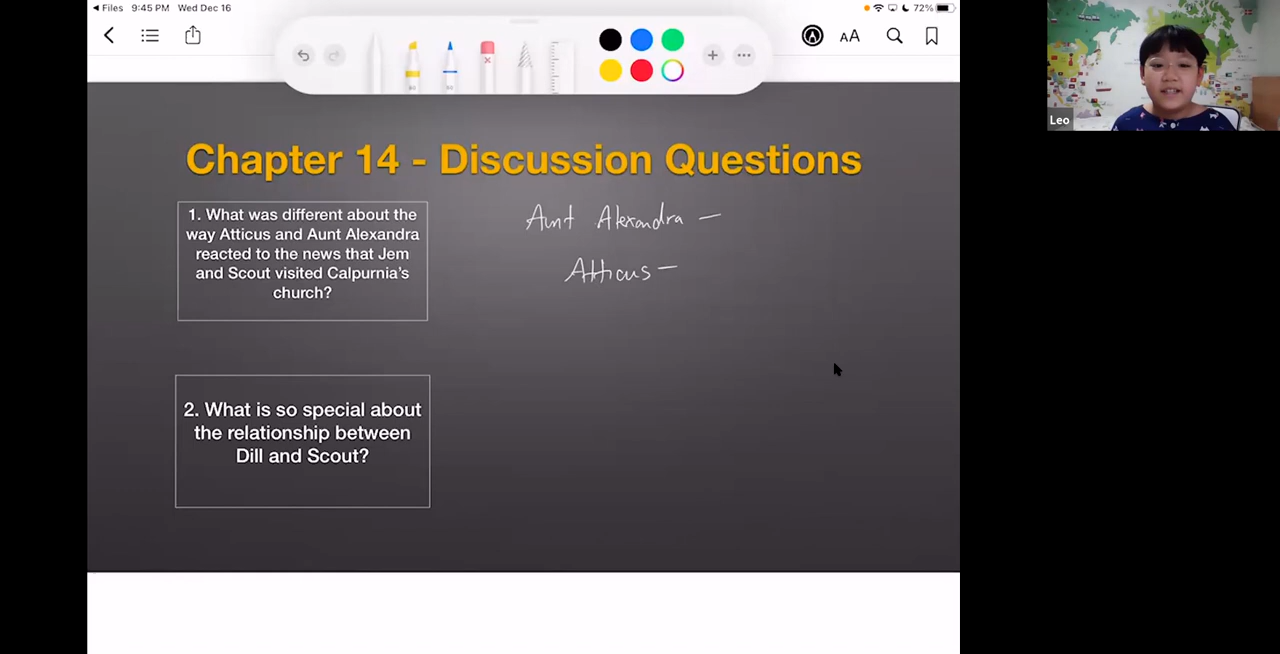 Files 9:45 PM Wed Dec 16
72%
AA
Leo
Chapter 14 - Discussion Questions
1. What was different about the
way Atticus and Aunt Alexandra
reacted to the news that Jem
and Scout visited Calpurnia's
church?
Aunt Alexandra –
Atticus –
2. What is so special about
the relationship between
Dill and Scout?